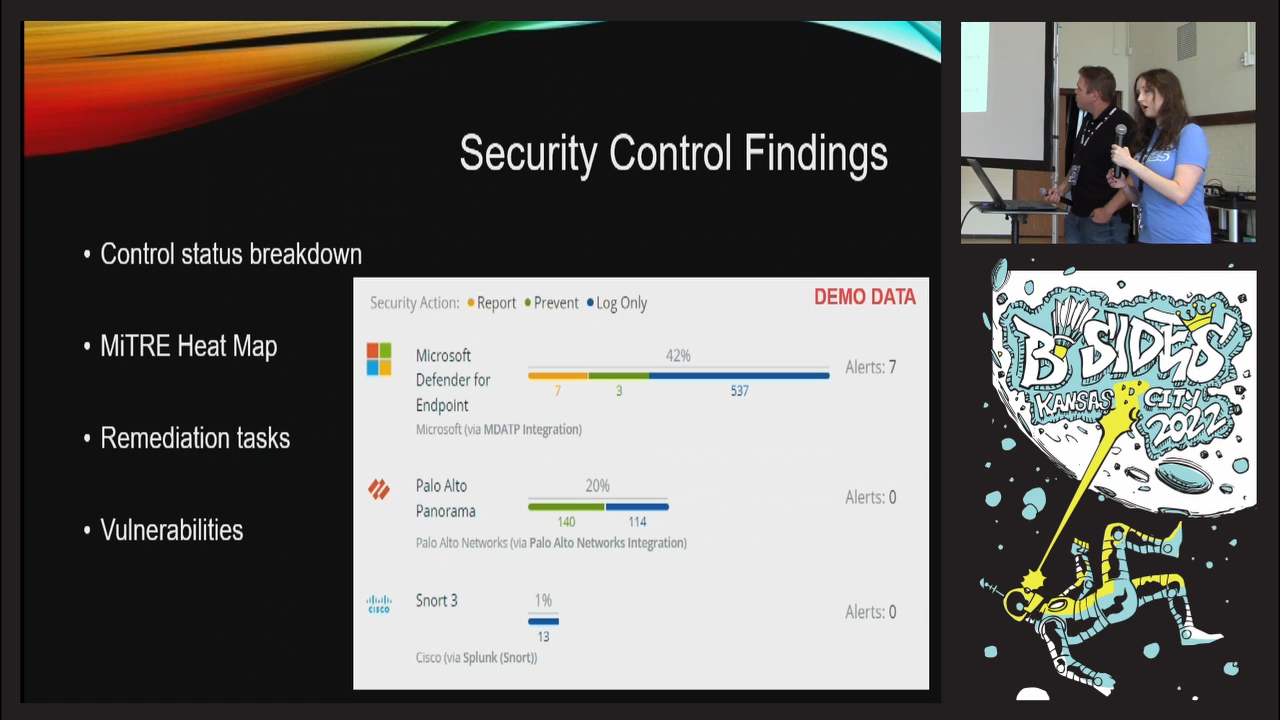 Security Control Findings
• Control status breakdown
• MiTRE Heat Map
• Remediation tasks
• Vulnerabilities
Security Action: Report Prevent Log Only
DEMO DATA
Microsoft
Defender for
Endpoint
42%
7 3 537
Alerts: 7
Microsoft (via MDATP Integration)
Palo Alto
Panorama
20%
140 114
Alerts: 0
Palo Alto Networks (via Palo Alto Networks Integration)
CISCO
Snort 3
1%
13
Alerts: 0
Cisco (via Splunk (Snort))
BSIDES
KANSAS CITY
2022